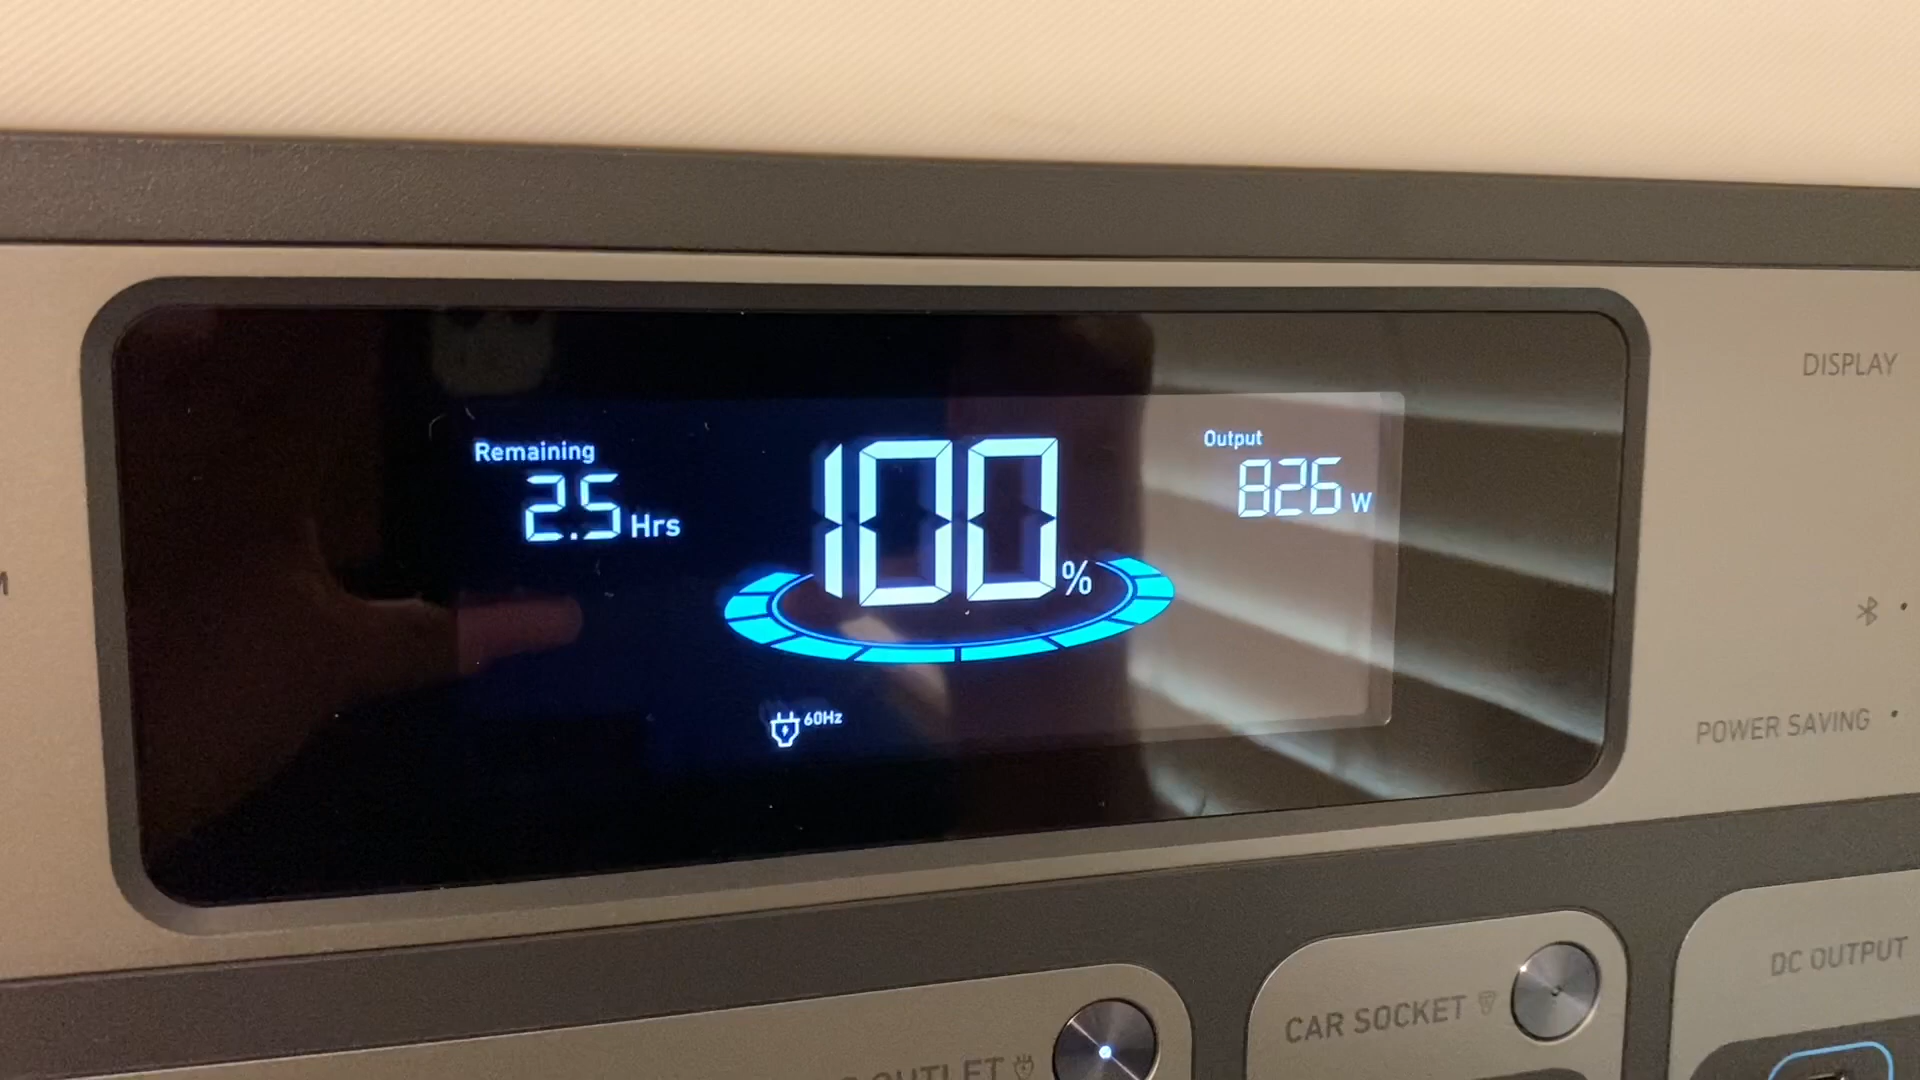 DISPLAY
Remaining
2.5 Hrs
100 %
Output
826 W
60Hz
POWER SAVING
OUTLET
CAR SOCKET
DC OUTPUT